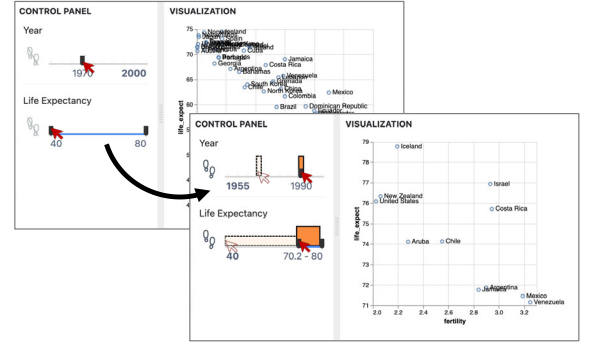 CONTROL PANEL
VISUALIZATION
Year
1970
2000
Life Expectancy
40
80
75
70
65
60
life_expect
Jamaica
Costa Rica
Cuba
Georgia
Argentina
Bahamas
Venezuela
Grenada
South Korea
China
North Korea
Mexico
Colombia
Brazil
Dominican Republic
CONTROL PANEL
VISUALIZATION
Year
1955
1990
Life Expectancy
40
70.2 - 80
79
78
77
76
75
74
73
72
71
life_expect
Iceland
Israel
New Zealand
United States
Costa Rica
Aruba
Chile
Argentina
Jamaica
Mexico
Venezuela
2.0 2.2 2.4 2.6 2.8 3.0 3.2
fertility